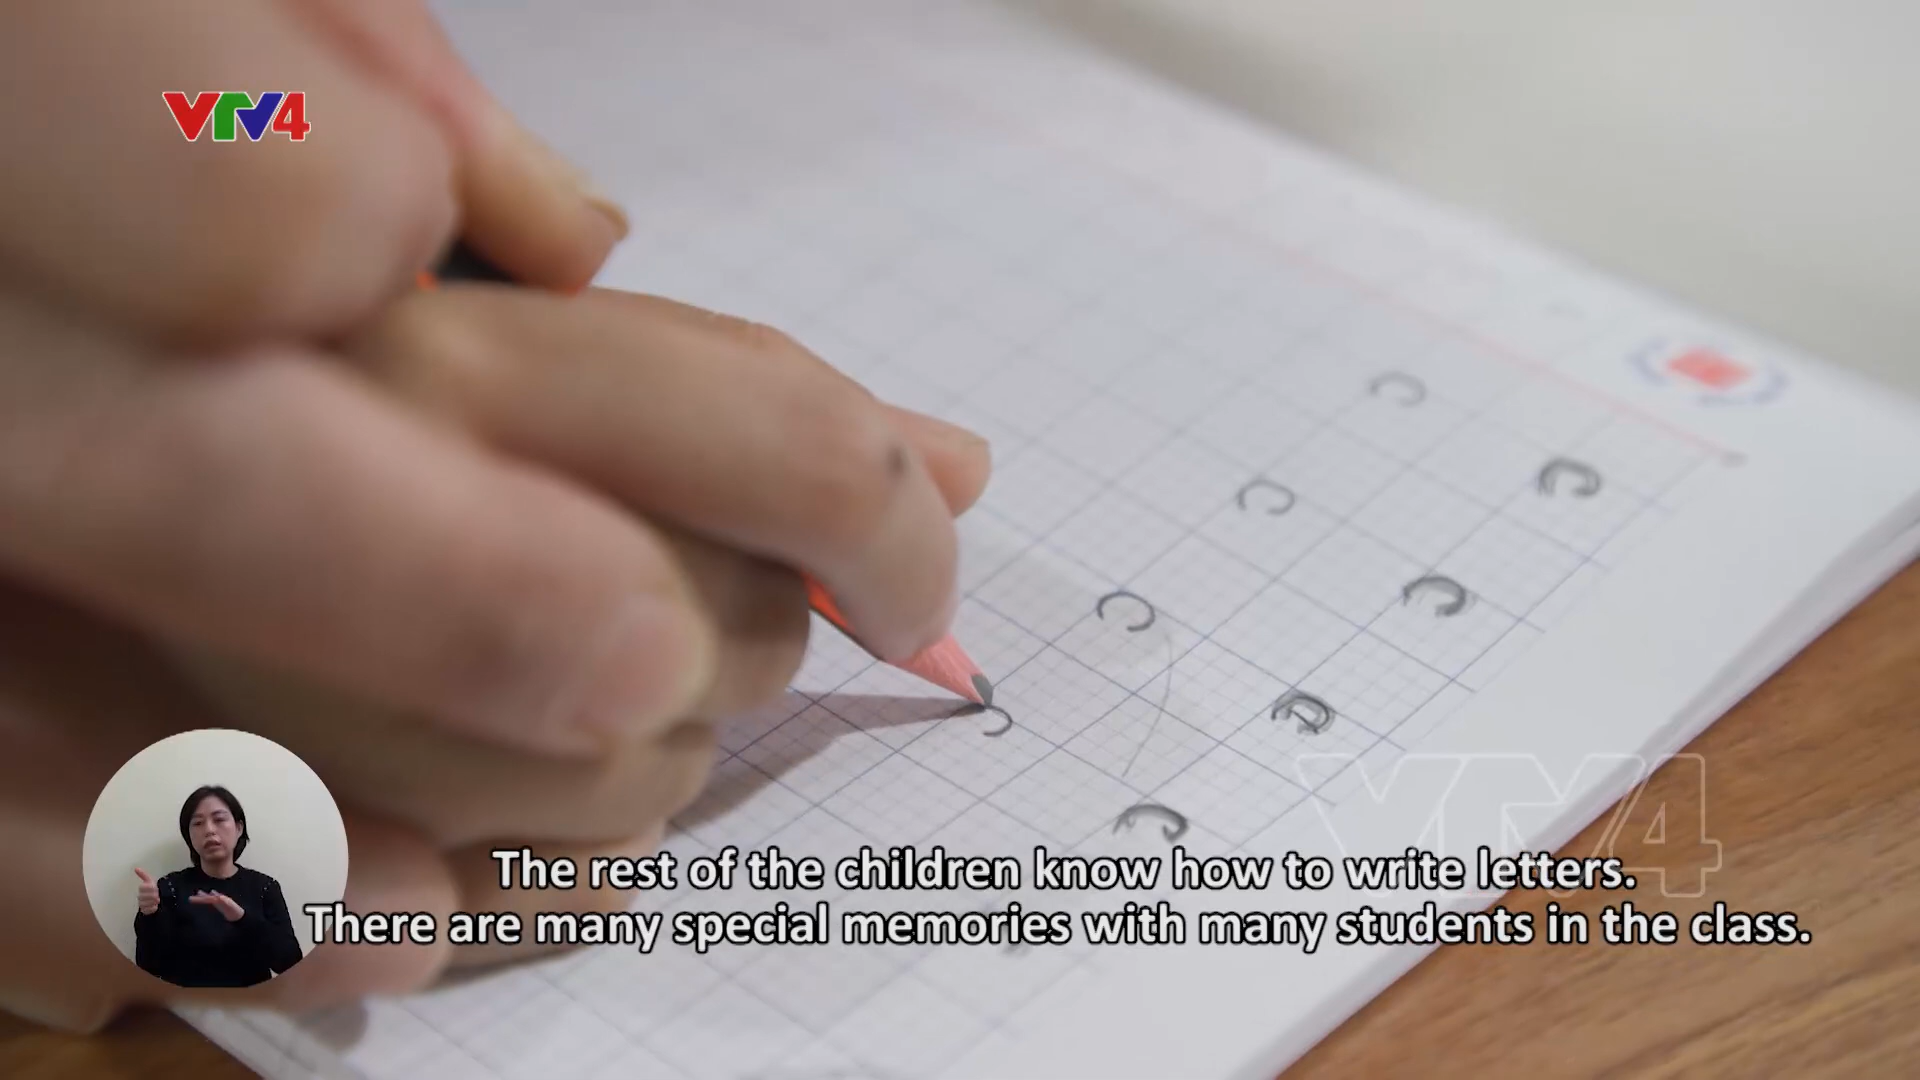 VTV4
VTV4
The rest of the children know how to write letters.
There are many special memories with many students in the class.